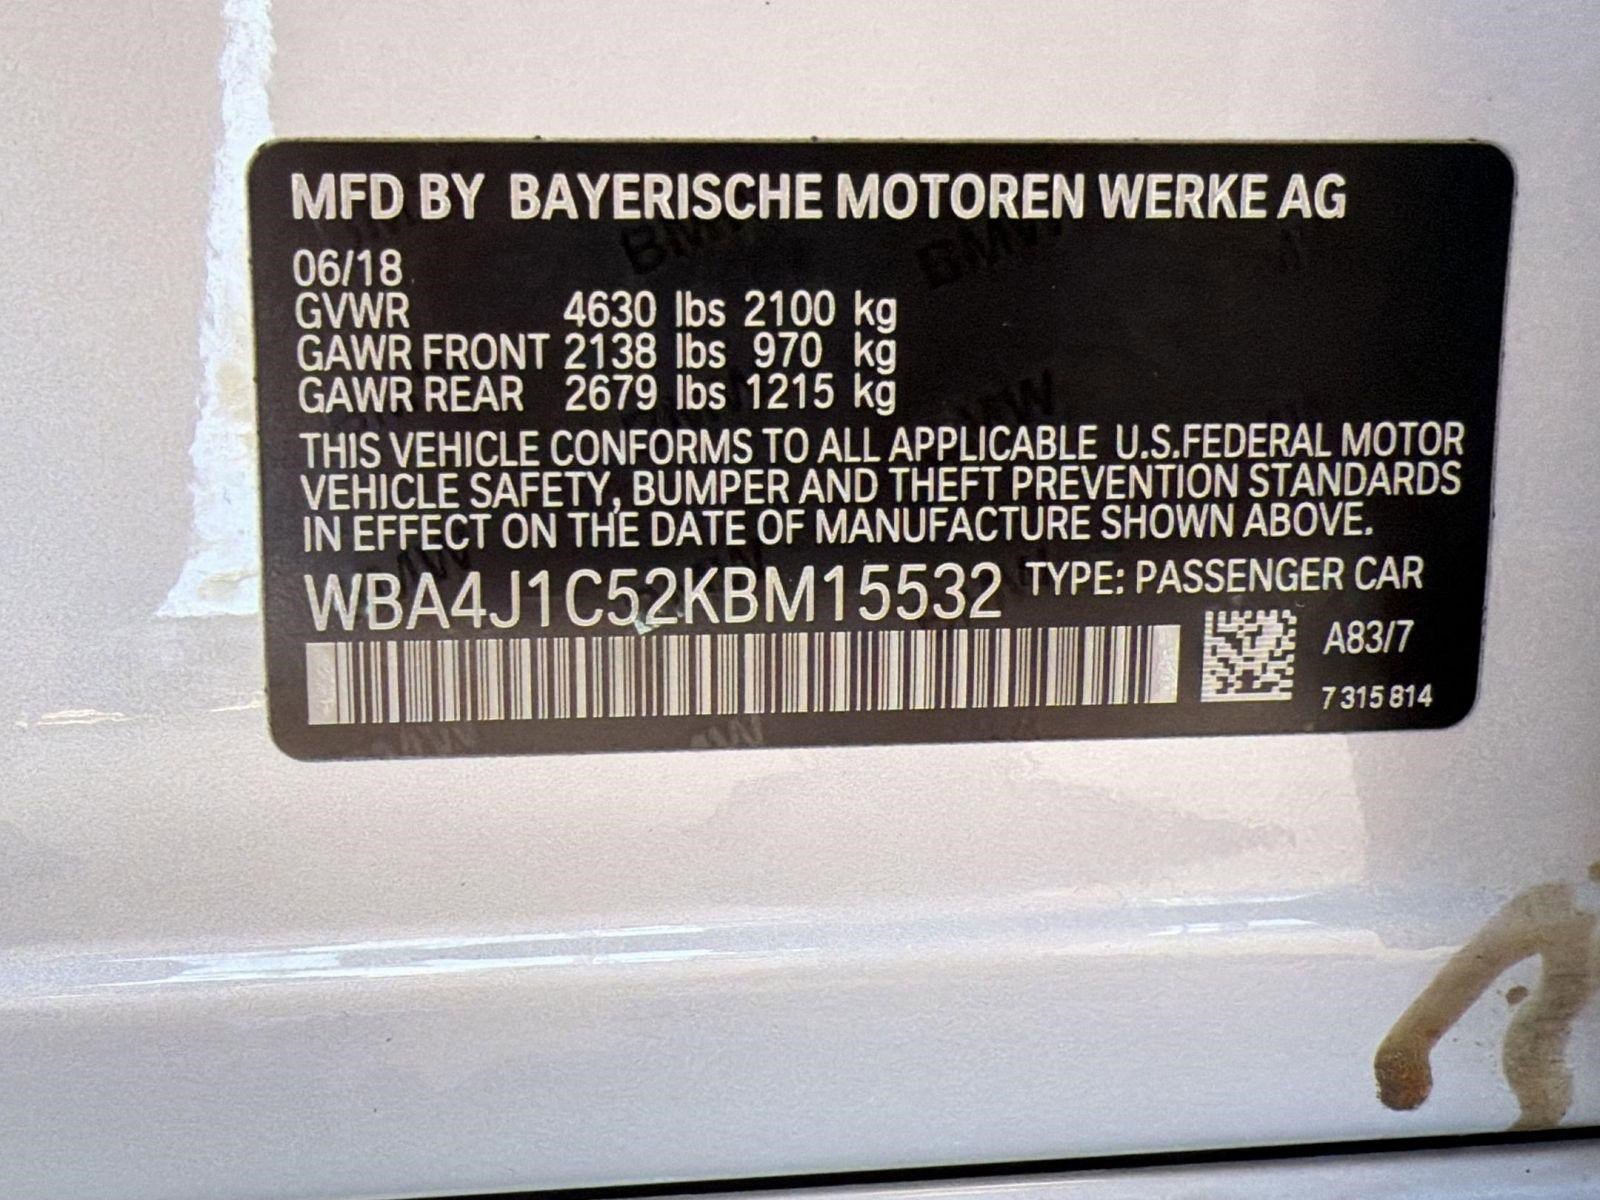 MFD BY BAYERISCHE MOTOREN WERKE AG
06/18
GVWR 4630 lbs 2100 kg
GAWR FRONT 2138 lbs 970 kg
GAWR REAR 2679 lbs 1215 kg
THIS VEHICLE CONFORMS TO ALL APPLICABLE U.S.FEDERAL MOTOR
VEHICLE SAFETY, BUMPER AND THEFT PREVENTION STANDARDS
IN EFFECT ON THE DATE OF MANUFACTURE SHOWN ABOVE.
WBA4J1C52KBM15532 TYPE: PASSENGER CAR
A83/7
7 315 814